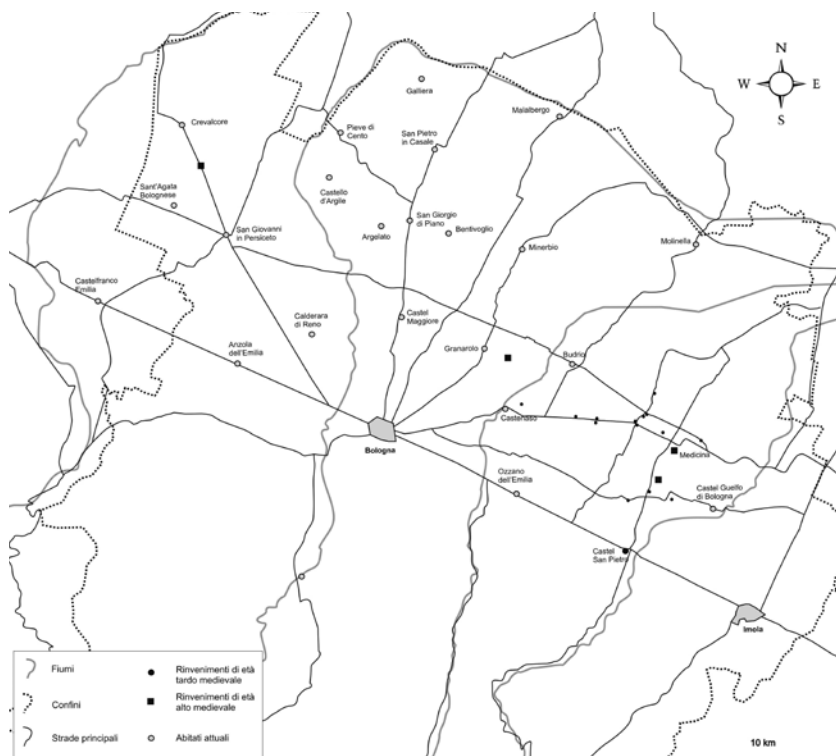 N
W
E
S
Galliera
Malalbergo
Crevalcore
Pieve di
Cento
San Pietro
in Casale
Sant'Agata
Bolognese
Castello
d'Argile
San Giovanni
in Persiceto
Argelato
San Giorgio
di Piano
Bentivoglio
Minerbio
Molinella
Castelfranco
Emilia
Calderara
di Reno
Castel
Maggiore
Anzola
dell'Emilia
Granarolo
Budrio
Castenaso
Bologna
Medicina
Ozzano
dell'Emilia
Castel Guelfo
di Bologna
Castel
San Pietro
Imola
Fiumi
Rinvenimenti di età
tardo medievale
Confini
Rinvenimenti di età
alto medievale
Strade principali
Abitati attuali
10 km